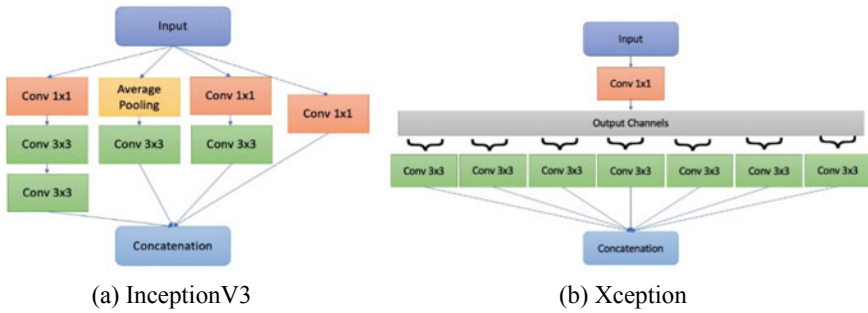 Input
Conv 1x1
Average
Pooling
Conv 1x1
Conv 1x1
Conv 3x3
Conv 3x3
Conv 3x3
Conv 3x3
Concatenation
(a) InceptionV3
Input
Conv 1x1
Output Channels
Conv 3x3
Conv 3x3
Conv 3x3
Conv 3x3
Conv 3x3
Conv 3x3
Conv 3x3
Concatenation
(b) Xception